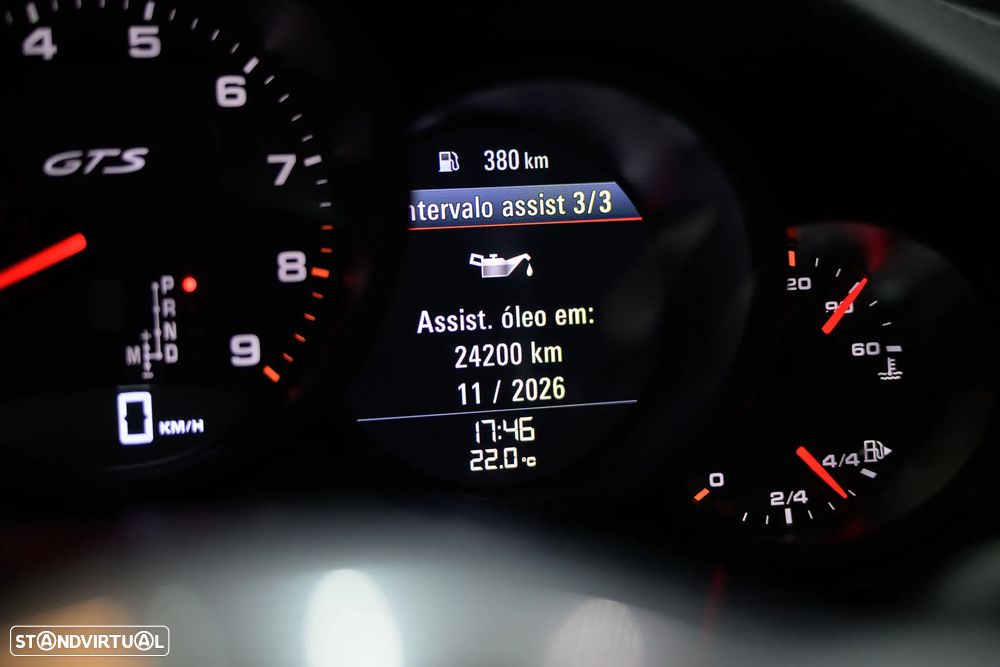 4
5
6
7
8
9
GTS
P
R
N
M D
+
-
0 KM/H
380 km
ntervalo assist 3/3
Assist. óleo em:
24200 km
11 / 2026
17:46
22.0 °C
20
90
60
0
2/4
4/4
STANDVIRTUAL